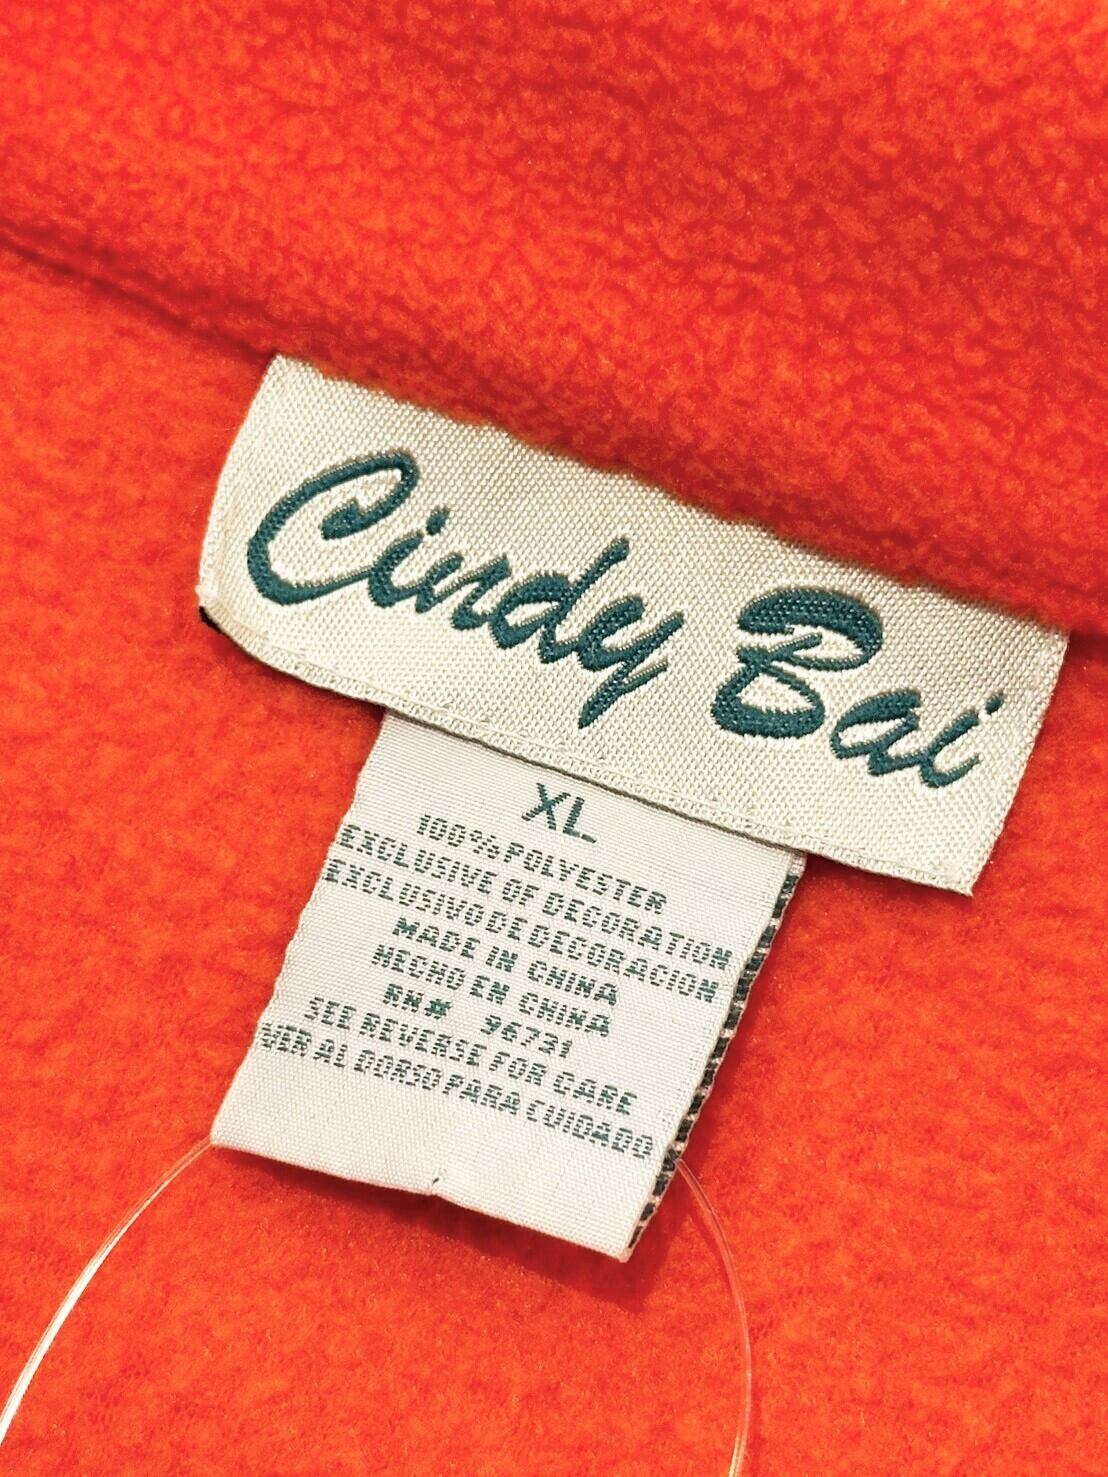 Cindy Bai
XL
100% POLYESTER
EXCLUSIVE OF DECORATION
EXCLUSIVO DE DECORACION
MADE IN CHINA
HECHO EN CHINA
RN# 96731
SEE REVERSE FOR CARE
VER AL DORSO PARA CUIDADO